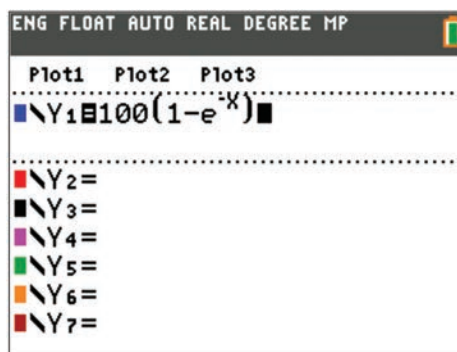 ENG FLOAT AUTO REAL DEGREE MP
Plot1 Plot2 Plot3
\Y₁=100(1-e⁻ˣ)
\Y₂=
\Y₃=
\Y₄=
\Y₅=
\Y₆=
\Y₇=